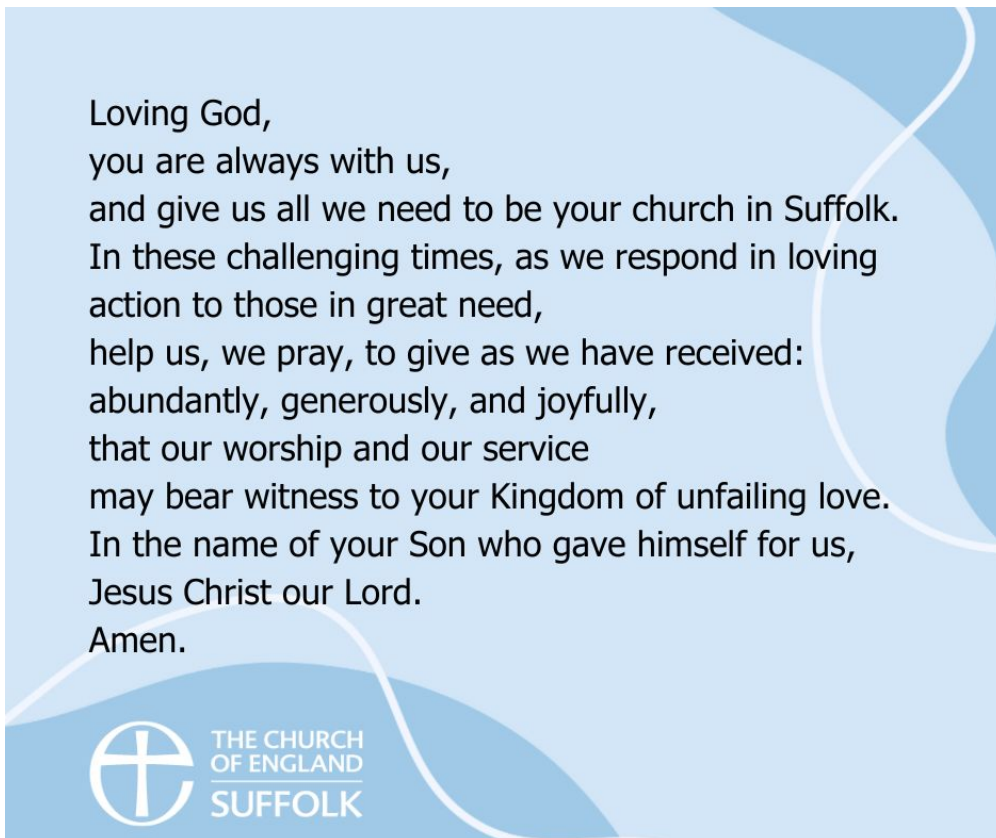 Loving God,
you are always with us,
and give us all we need to be your church in Suffolk.
In these challenging times, as we respond in loving
action to those in great need,
help us, we pray, to give as we have received:
abundantly, generously, and joyfully,
that our worship and our service
may bear witness to your Kingdom of unfailing love.
In the name of your Son who gave himself for us,
Jesus Christ our Lord.
Amen.
THE CHURCH
OF ENGLAND
SUFFOLK